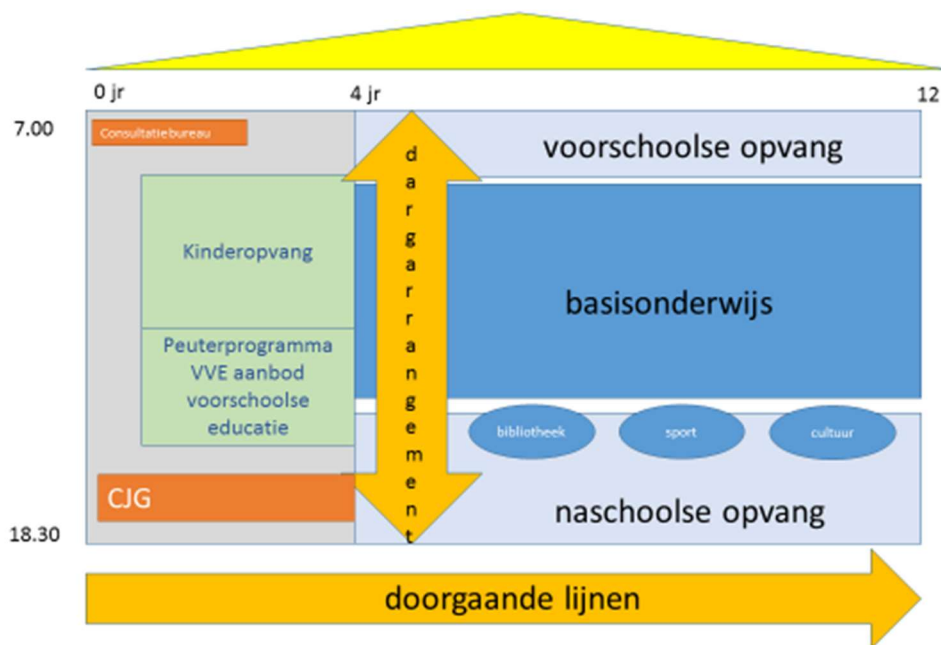 0 jr
4 jr
12
7.00
Consultatiebureau
voorschoolse opvang
dagarrangement
Kinderopvang
basisonderwijs
Peuterprogramma
VVE aanbod
voorschoolse
educatie
bibliotheek
sport
cultuur
CJG
naschoolse opvang
18.30
doorgaande lijnen